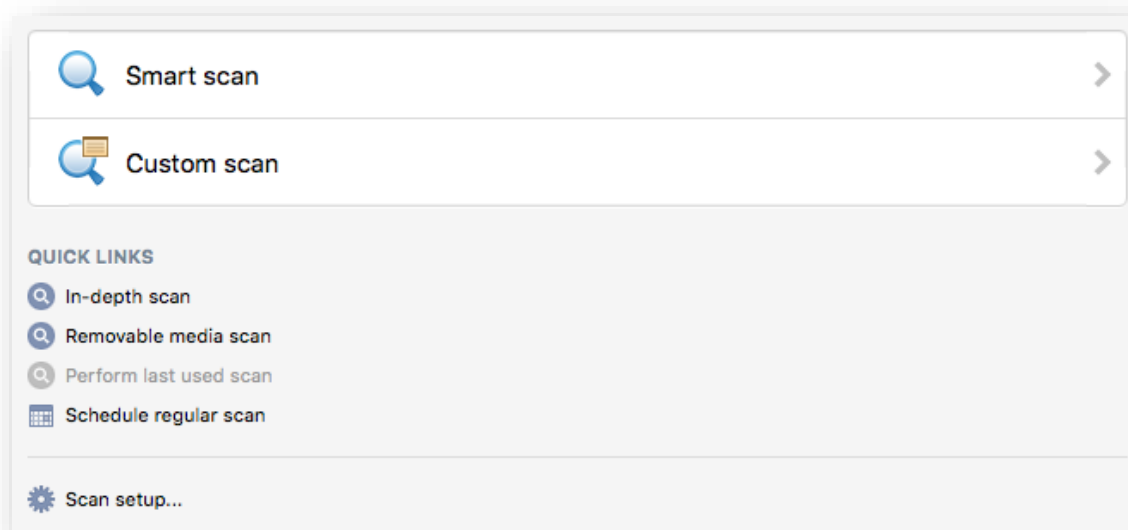 Smart scan
Custom scan
QUICK LINKS
In-depth scan
Removable media scan
Perform last used scan
Schedule regular scan
Scan setup...